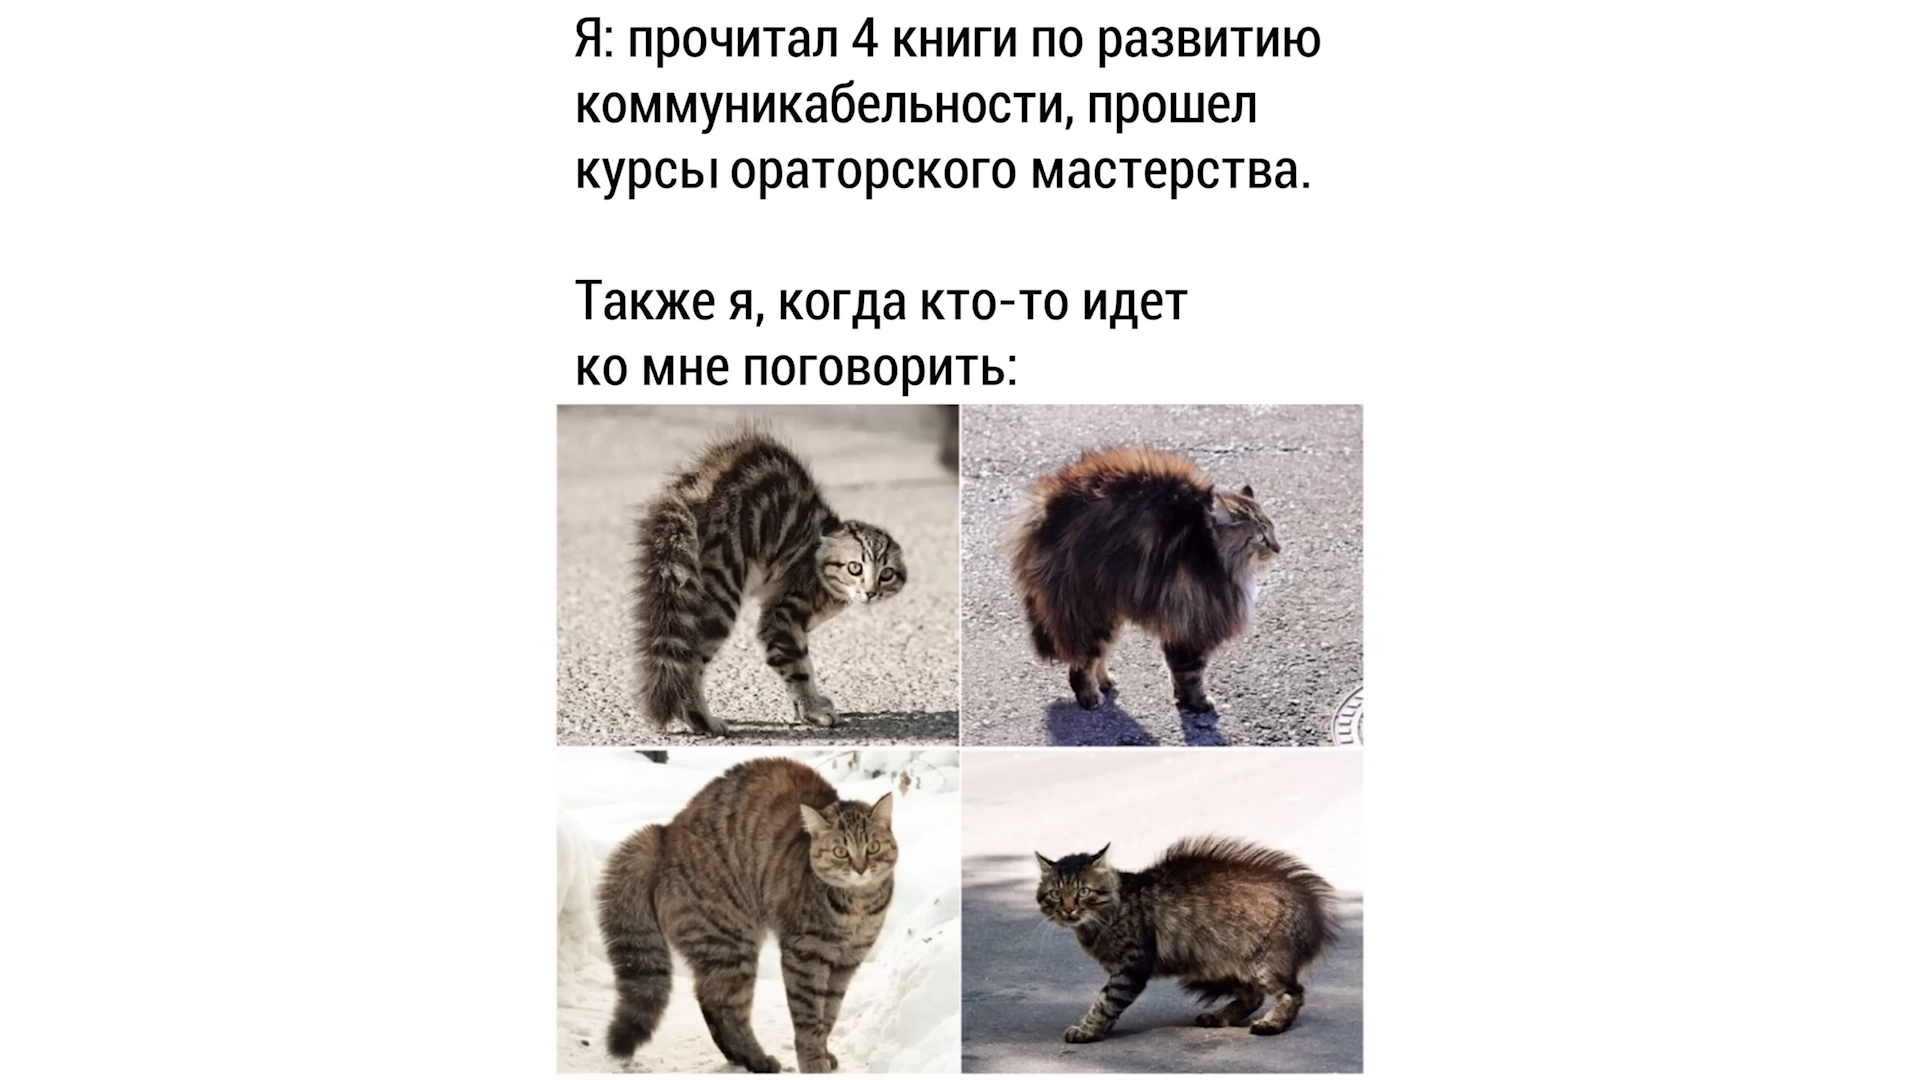 Я: прочитал 4 книги по развитию
коммуникабельности, прошел
курсы ораторского мастерства.
Также я, когда кто-то идет
ко мне поговорить: